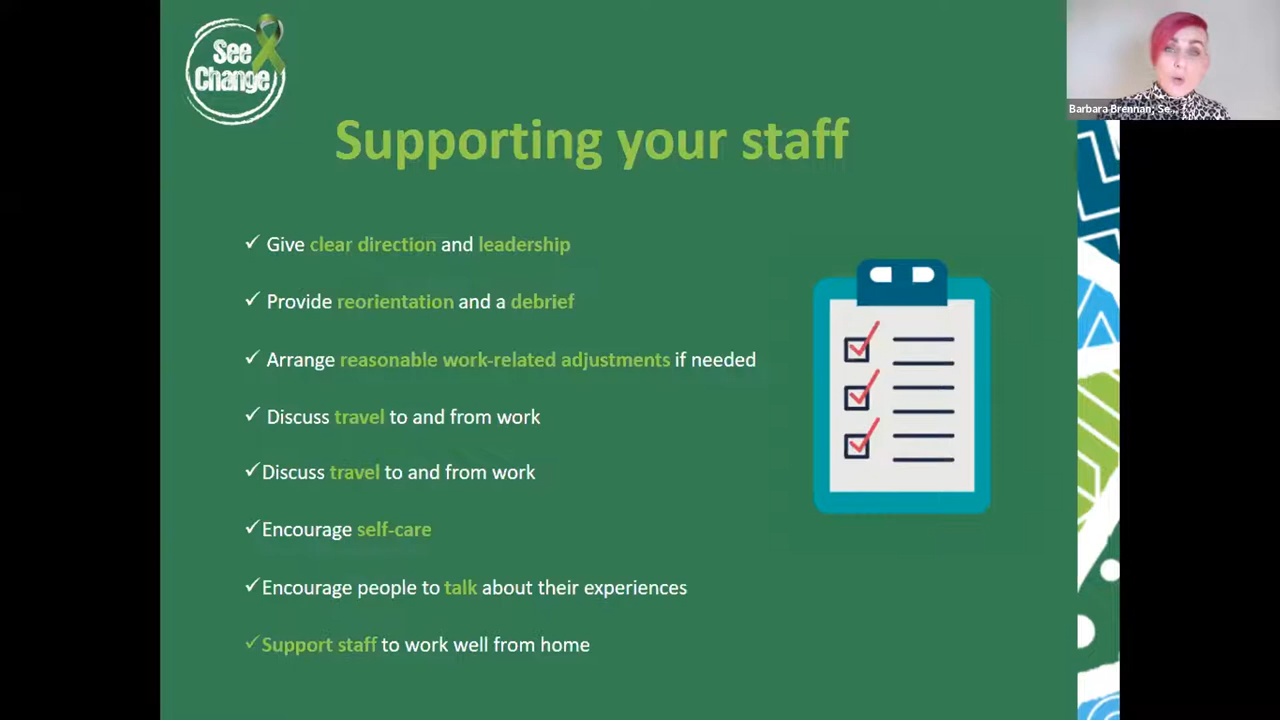 See
Change
Barbara Brennan, Se...
Supporting your staff
✓ Give clear direction and leadership
✓ Provide reorientation and a debrief
✓ Arrange reasonable work-related adjustments if needed
✓ Discuss travel to and from work
✓Discuss travel to and from work
✓Encourage self-care
✓Encourage people to talk about their experiences
✓Support staff to work well from home